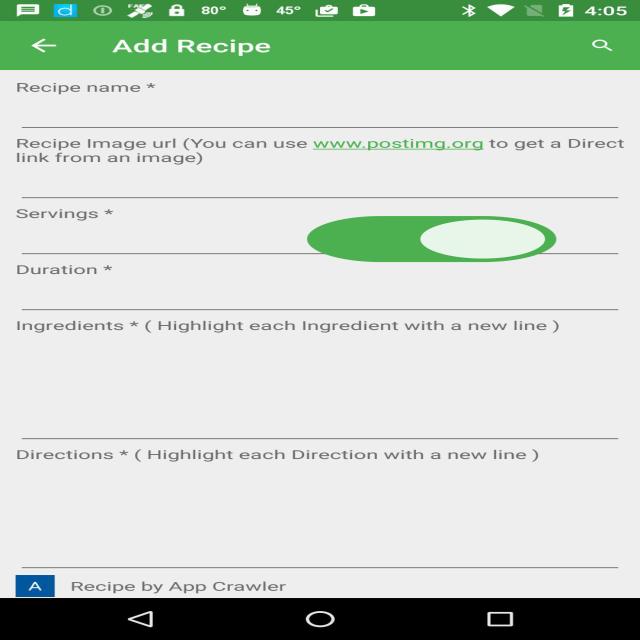 80° 45° 4:05
Add Recipe
Recipe name *
Recipe Image url (You can use www.postimg.org to get a Direct
link from an image)
Servings *
Duration *
Ingredients * ( Highlight each Ingredient with a new line )
Directions * ( Highlight each Direction with a new line )
A Recipe by App Crawler